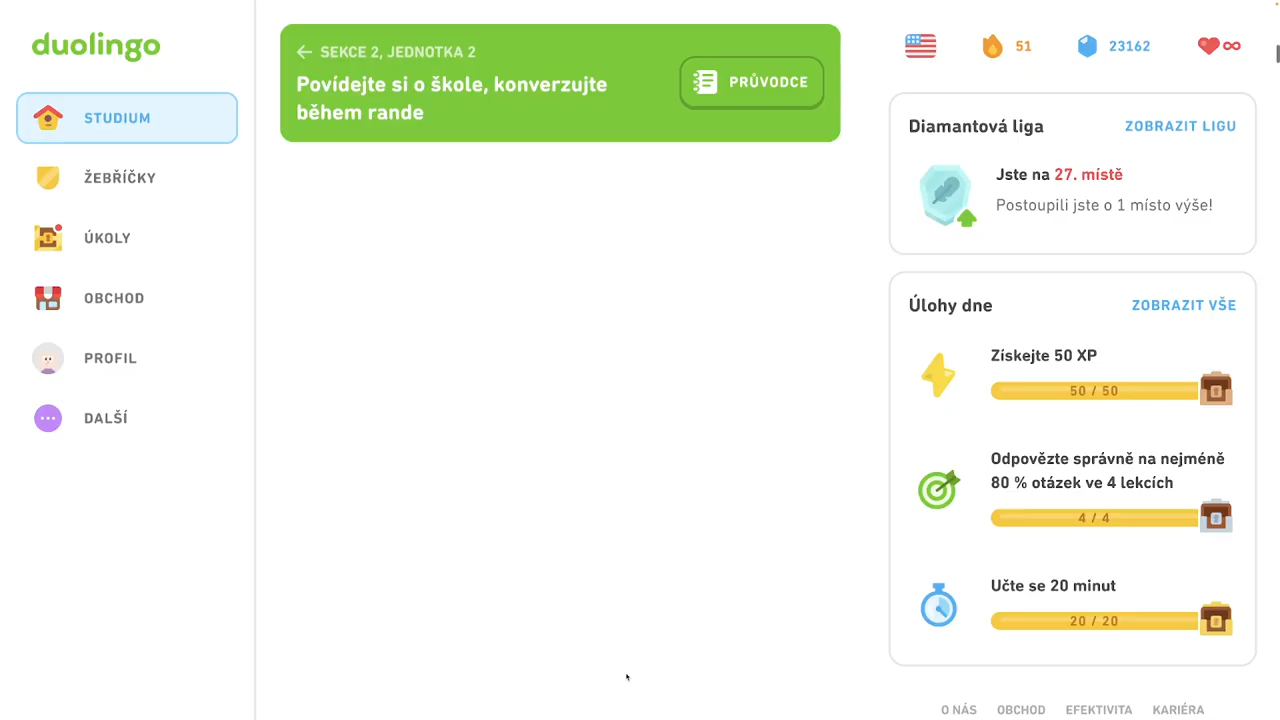 duolingo
STUDIUM
ŽEBŘÍČKY
ÚKOLY
OBCHOD
PROFIL
DALŠÍ
SEKCE 2, JEDNOTKA 2
Povídejte si o škole, konverzujte
během rande
PRŮVODCE
51
23162
Diamantová liga
ZOBRAZIT LIGU
Jste na 27. místě
Postoupili jste o 1 místo výše!
Úlohy dne
ZOBRAZIT VŠE
Získejte 50 XP
50 / 50
Odpovězte správně na nejméně
80 % otázek ve 4 lekcích
4 / 4
Učte se 20 minut
20 / 20
O NÁS OBCHOD EFEKTIVITA KARIÉRA